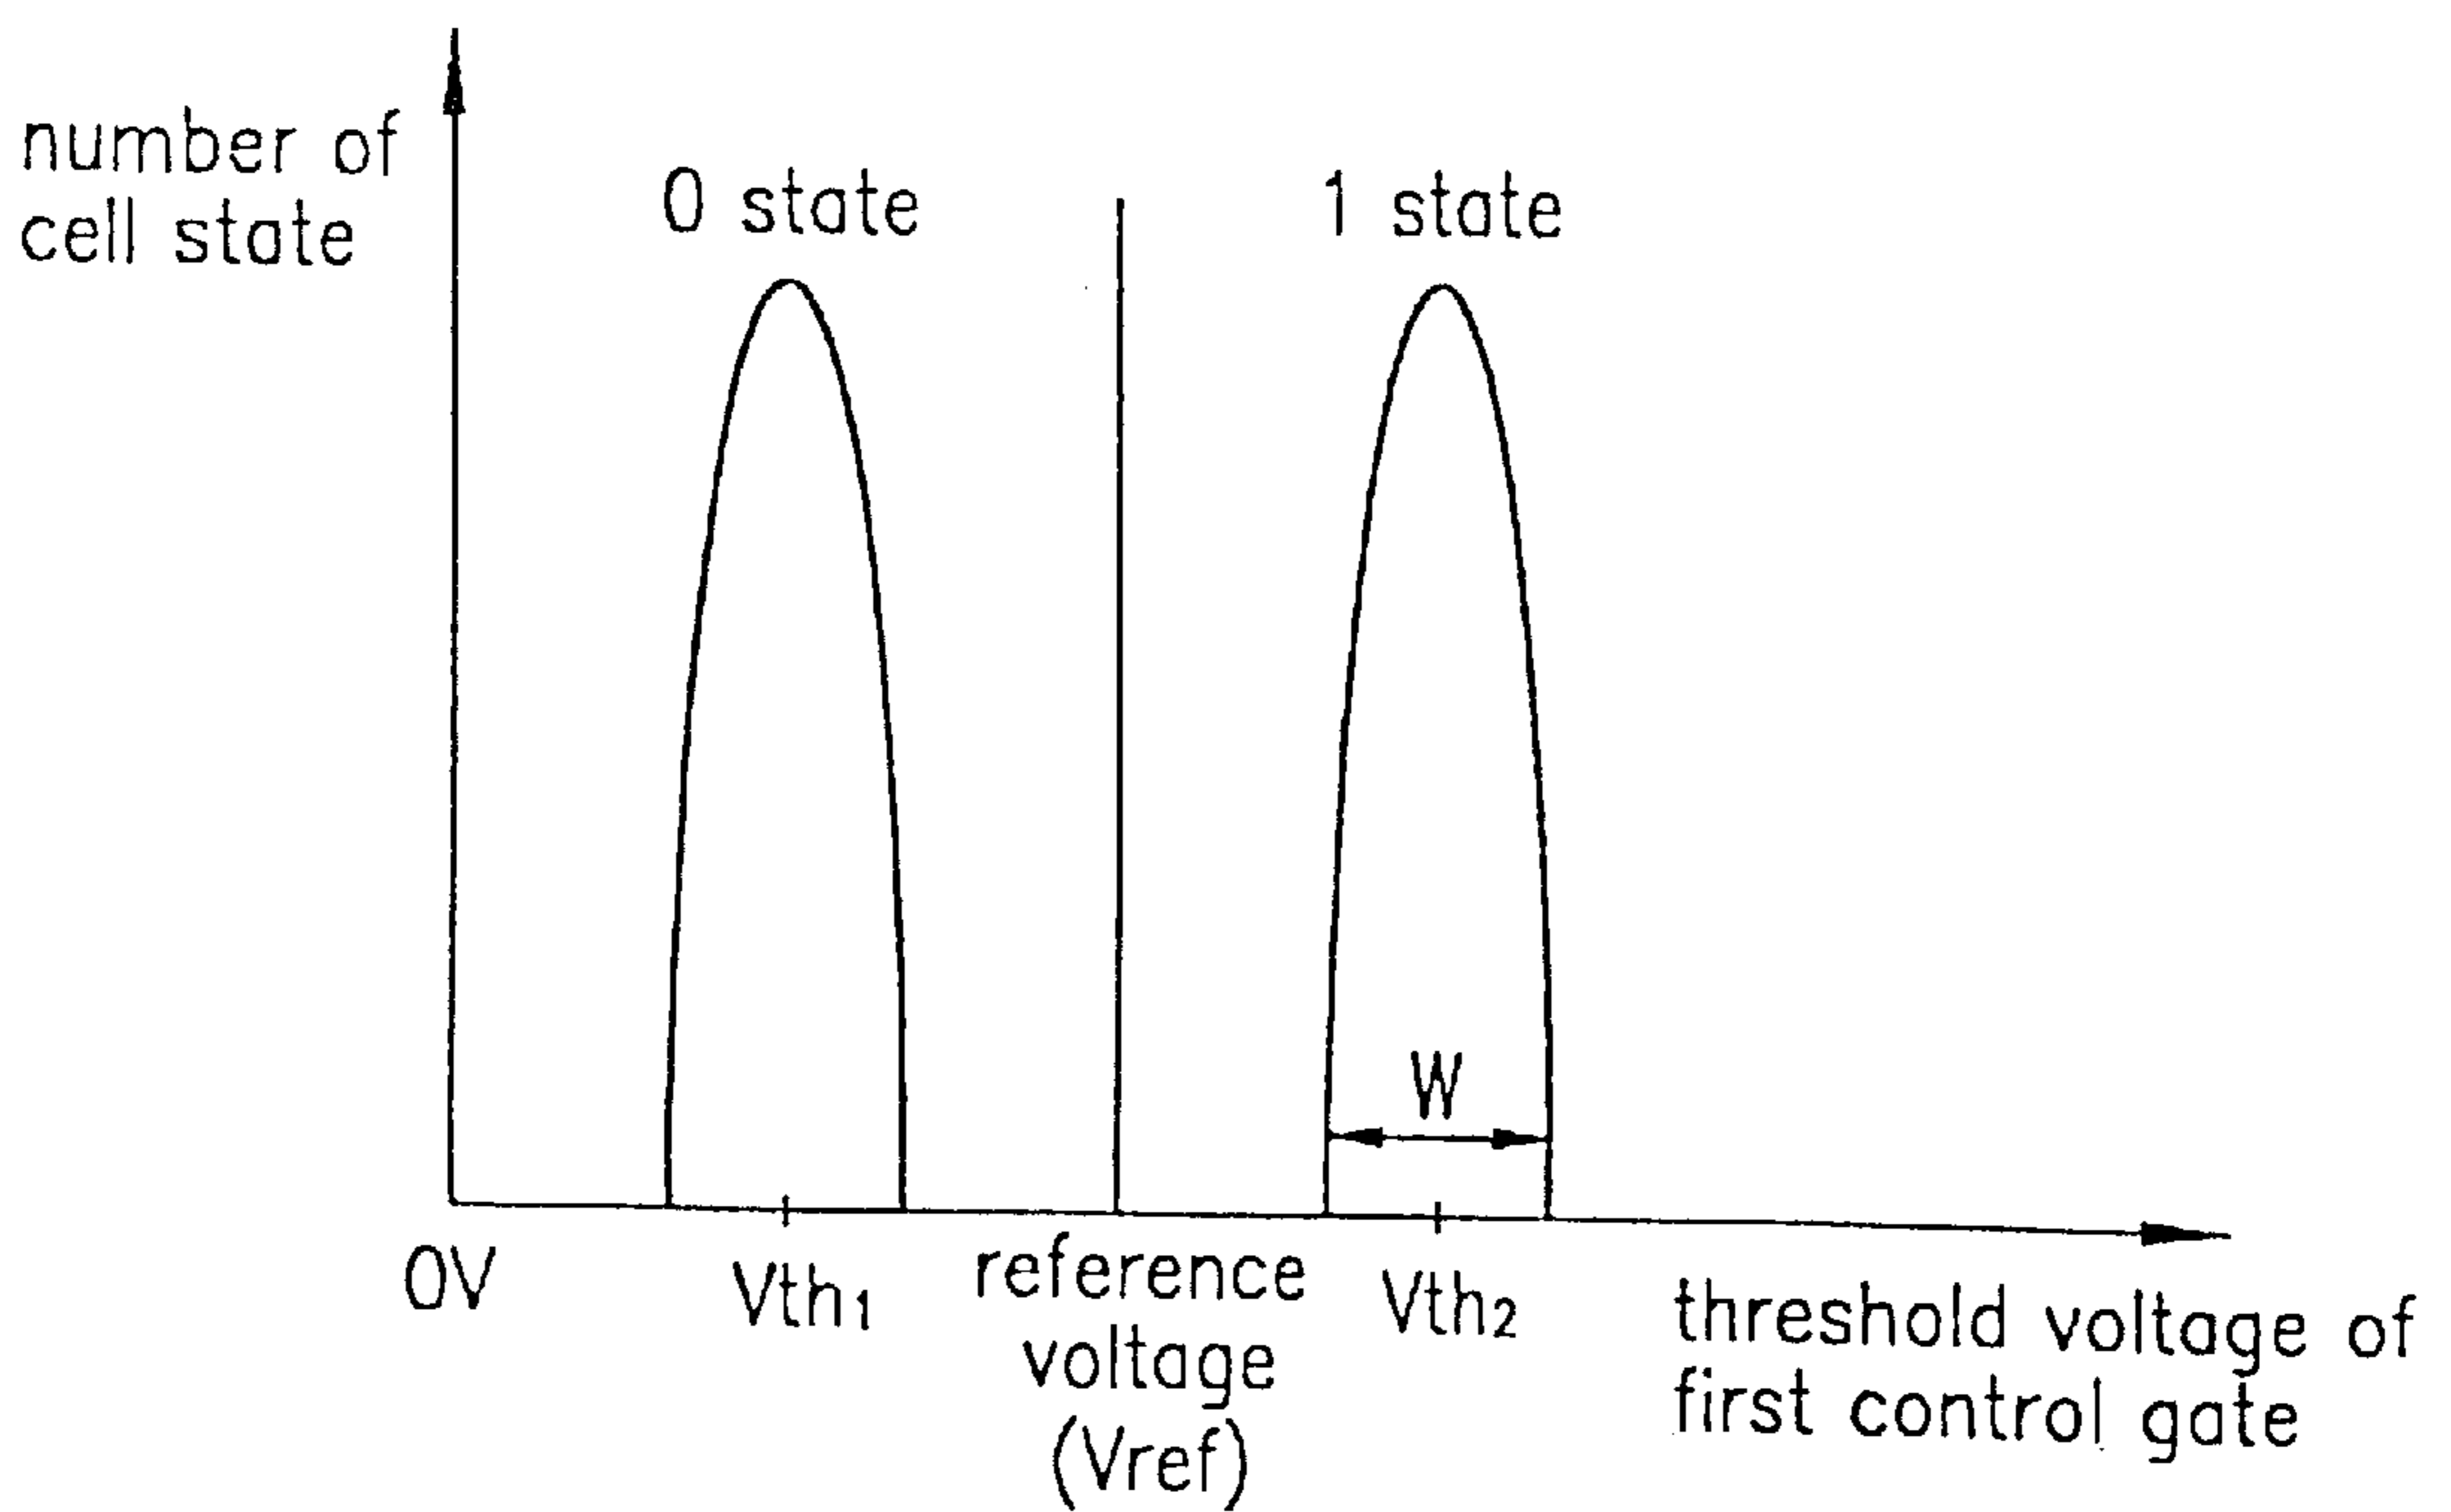 number of
cell state
0 state
1 state
W
0V
Vth1
reference
voltage
(Vref)
Vth2
threshold voltage of
first control gate